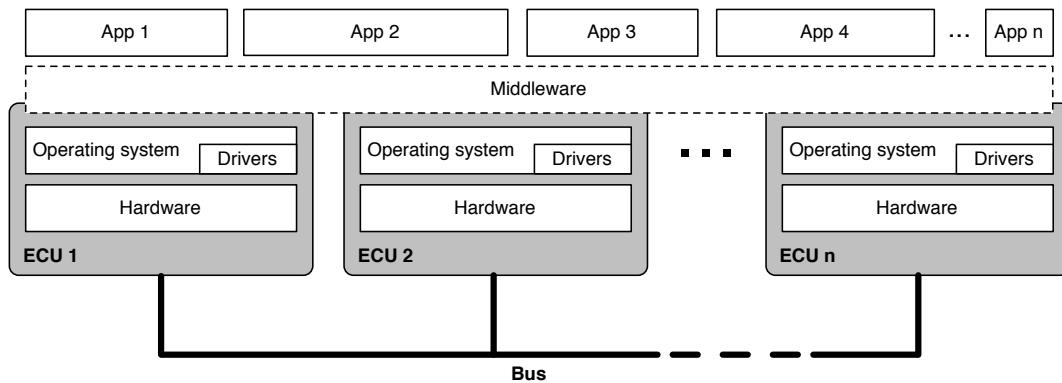 App 1
App 2
App 3
App 4
...
App n
Middleware
Operating system
Drivers
Operating system
Drivers
Operating system
Drivers
Hardware
Hardware
Hardware
ECU 1
ECU 2
ECU n
Bus